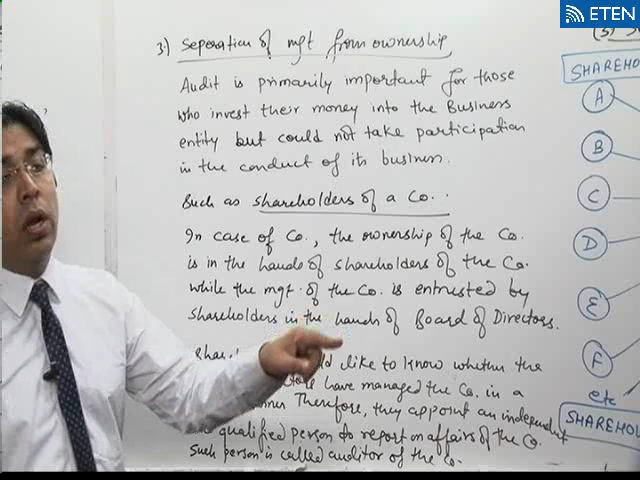 ETEN
3) Separation of mgt from ownership
Audit is primarily important for those
who invest their money into the Business
entity but could not take participation
in the conduct of its business.
Such as shareholders of a Co.
In case of Co., the ownership of the Co.
is in the hands of shareholders of the Co.
while the mgt. of the Co. is entrusted by
shareholders in the hands of Board of Directors.
like to know whether the
have managed the Co. in a
Therefore, they appoint an independent
qualified person to report on affairs of the Co.
Such person is called auditor of the Co.
(3)
SHAREHO
A
B
C
D
E
F
etc
SHAREHO